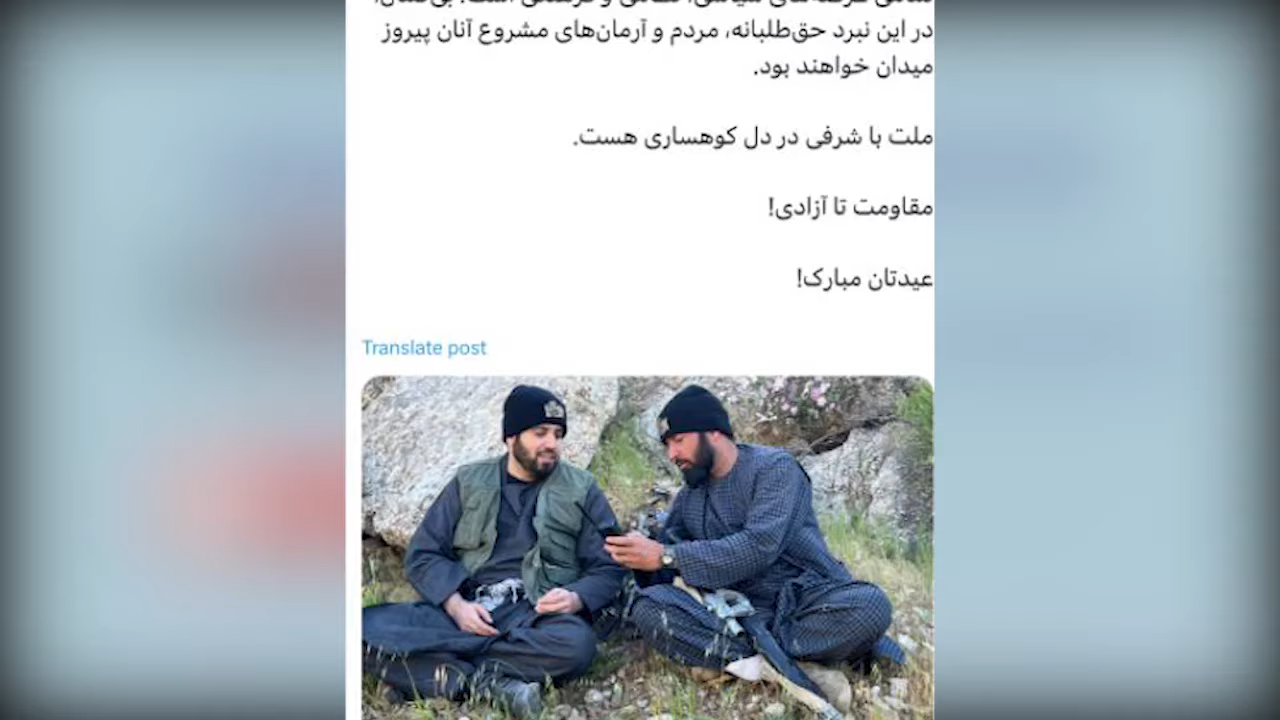 در این نبرد حق‌طلبانه، مردم و آرمان‌های مشروع آنان پیروز
میدان خواهند بود.
ملت با شرفی در دل کوهساری هست.
مقاومت تا آزادی!
عیدتان مبارک!
Translate post